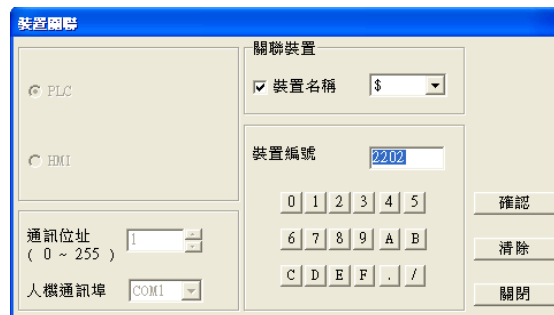 裝置關聯
PLC
HMI
通訊位址
( 0 ~ 255 )
1
人機通訊埠
COM1
關聯裝置
裝置名稱
$
裝置編號
2202
0 1 2 3 4 5
6 7 8 9 A B
C D E F . /
確認
清除
關閉